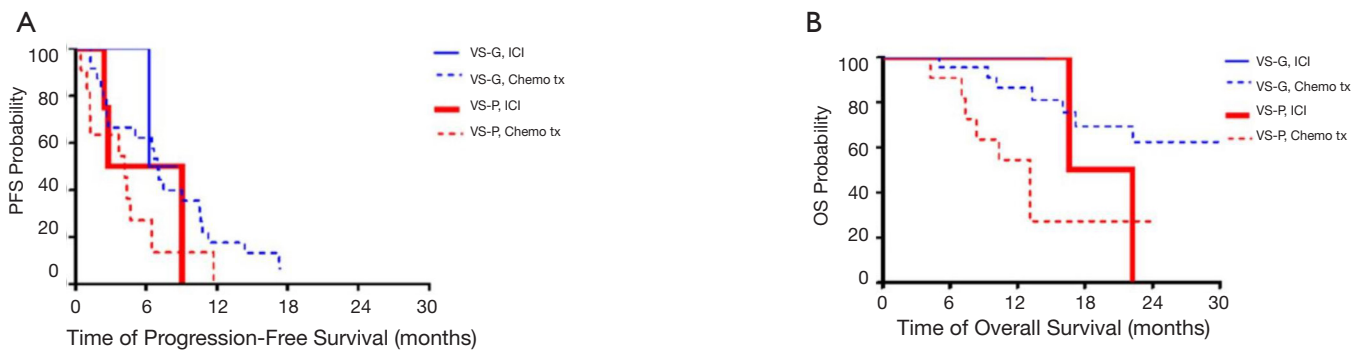 A
PFS Probability
100
80
60
40
20
0
0 6 12 18 24 30
Time of Progression-Free Survival (months)
VS-G, ICI
VS-G, Chemo tx
VS-P, ICI
VS-P, Chemo tx
B
OS Probability
100
80
60
40
20
0
0 6 12 18 24 30
Time of Overall Survival (months)
VS-G, ICI
VS-G, Chemo tx
VS-P, ICI
VS-P, Chemo tx